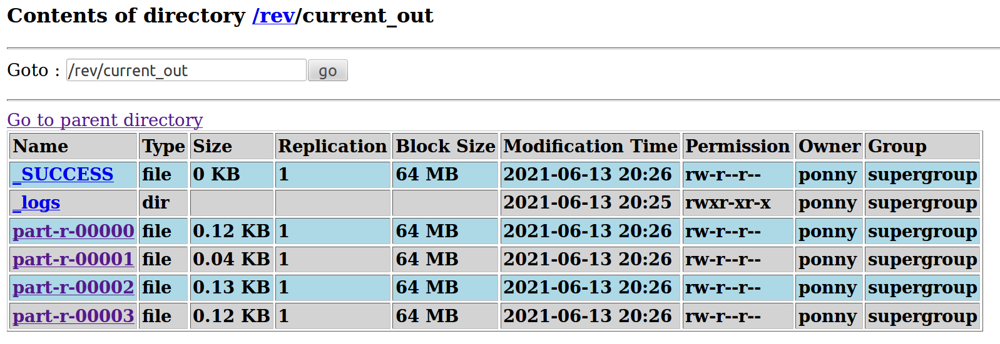 Contents of directory /rev/current_out
Goto : /rev/current_out go
Go to parent directory
Name Type Size Replication Block Size Modification Time Permission Owner Group
_SUCCESS file 0 KB 1 64 MB 2021-06-13 20:26 rw-r--r-- ponny supergroup
_logs dir 2021-06-13 20:25 rwxr-xr-x ponny supergroup
part-r-00000 file 0.12 KB 1 64 MB 2021-06-13 20:26 rw-r--r-- ponny supergroup
part-r-00001 file 0.04 KB 1 64 MB 2021-06-13 20:26 rw-r--r-- ponny supergroup
part-r-00002 file 0.13 KB 1 64 MB 2021-06-13 20:26 rw-r--r-- ponny supergroup
part-r-00003 file 0.12 KB 1 64 MB 2021-06-13 20:26 rw-r--r-- ponny supergroup